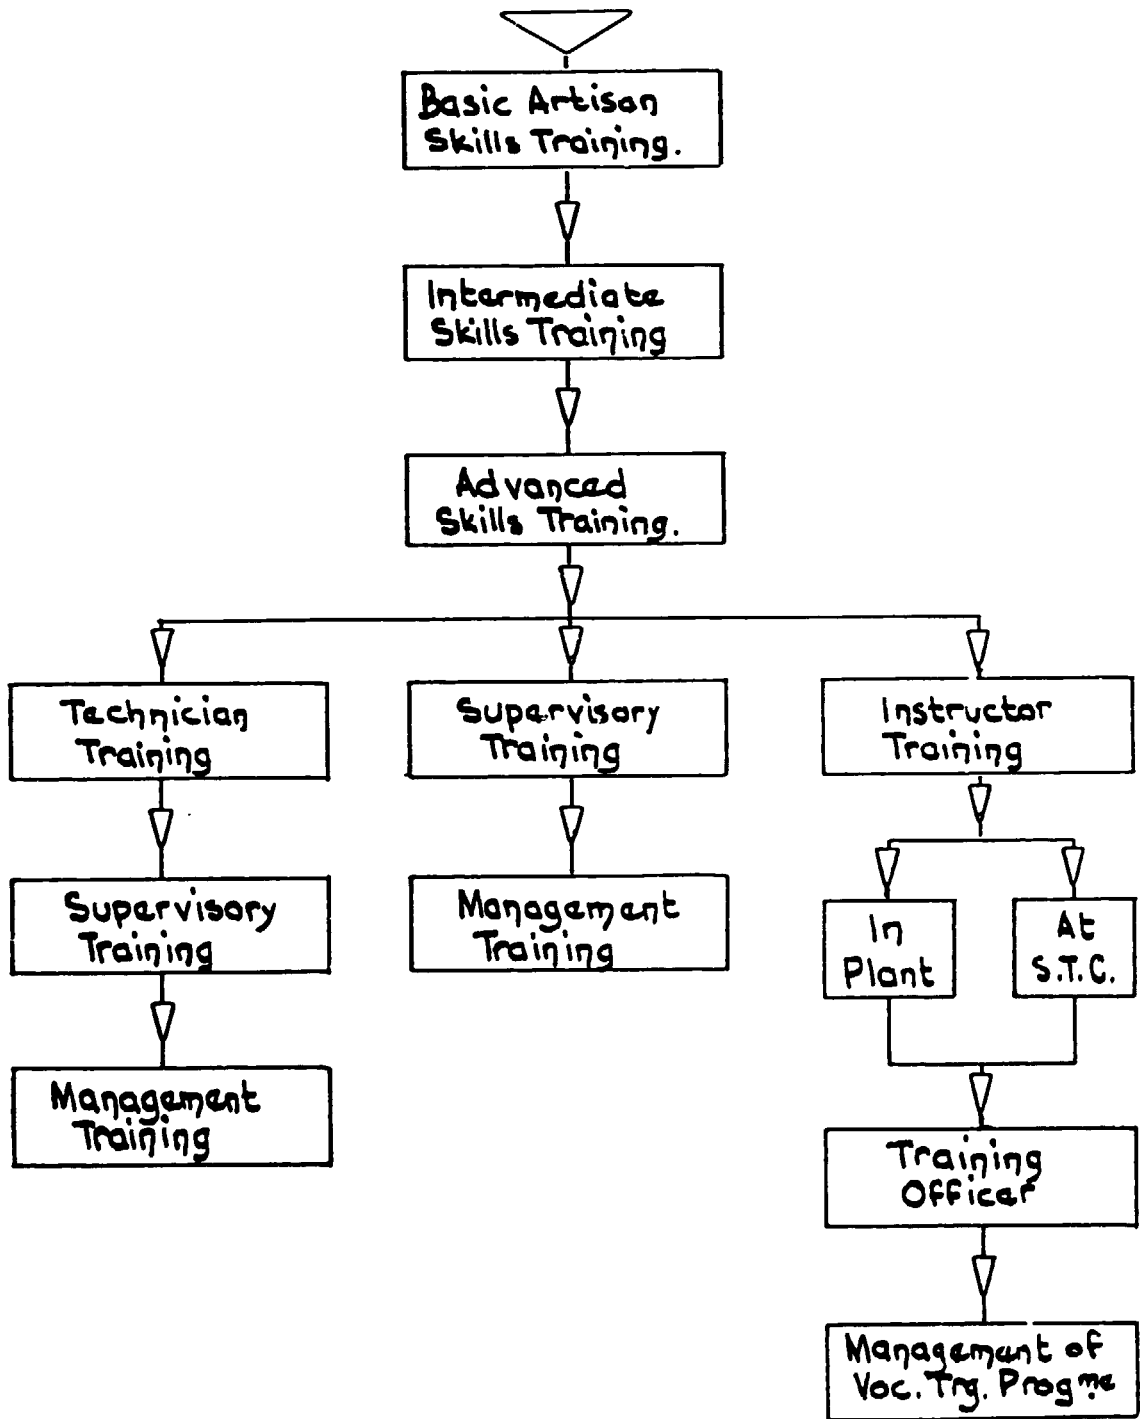 Basic Artisan
Skills Training.
Intermediate
Skills Training
Advanced
Skills Training.
Technician
Training
Supervisory
Training
Management
Training
Supervisory
Training
Management
Training
Instructor
Training
In
Plant
At
S.T.C.
Training
Officer
Management of
Voc. Trg. Progme